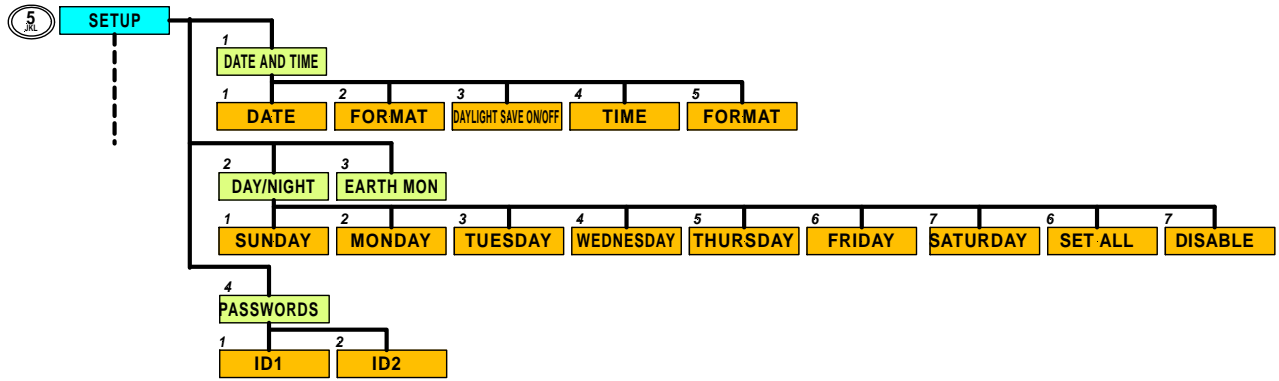 5 SETUP
JKL
1
DATE AND TIME
1 2 3 4 5
DATE FORMAT DAYLIGHT SAVE ON/OFF TIME FORMAT
2 3
DAY/NIGHT EARTH MON
1 2 3 4 5 6 7 6 7
SUNDAY MONDAY TUESDAY WEDNESDAY THURSDAY FRIDAY SATURDAY SET ALL DISABLE
4
PASSWORDS
1 2
ID1 ID2